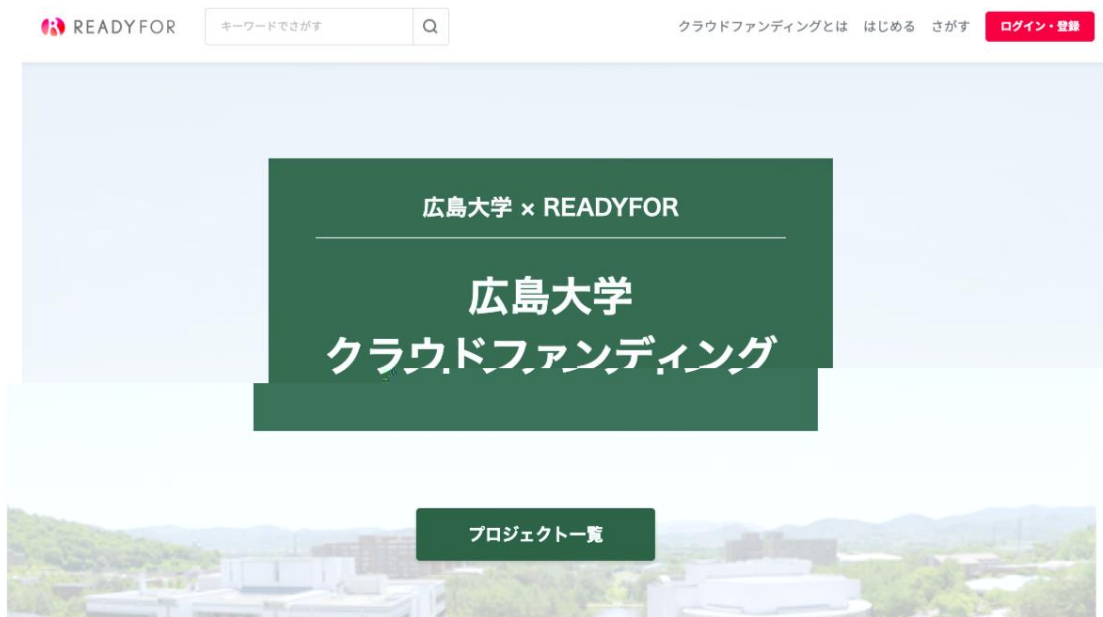 READYFOR
キーワードでさがす
クラウドファンディングとは はじめる さがす ログイン・登録
広島大学 × READYFOR
広島大学
クラウドファンディング
プロジェクト一覧